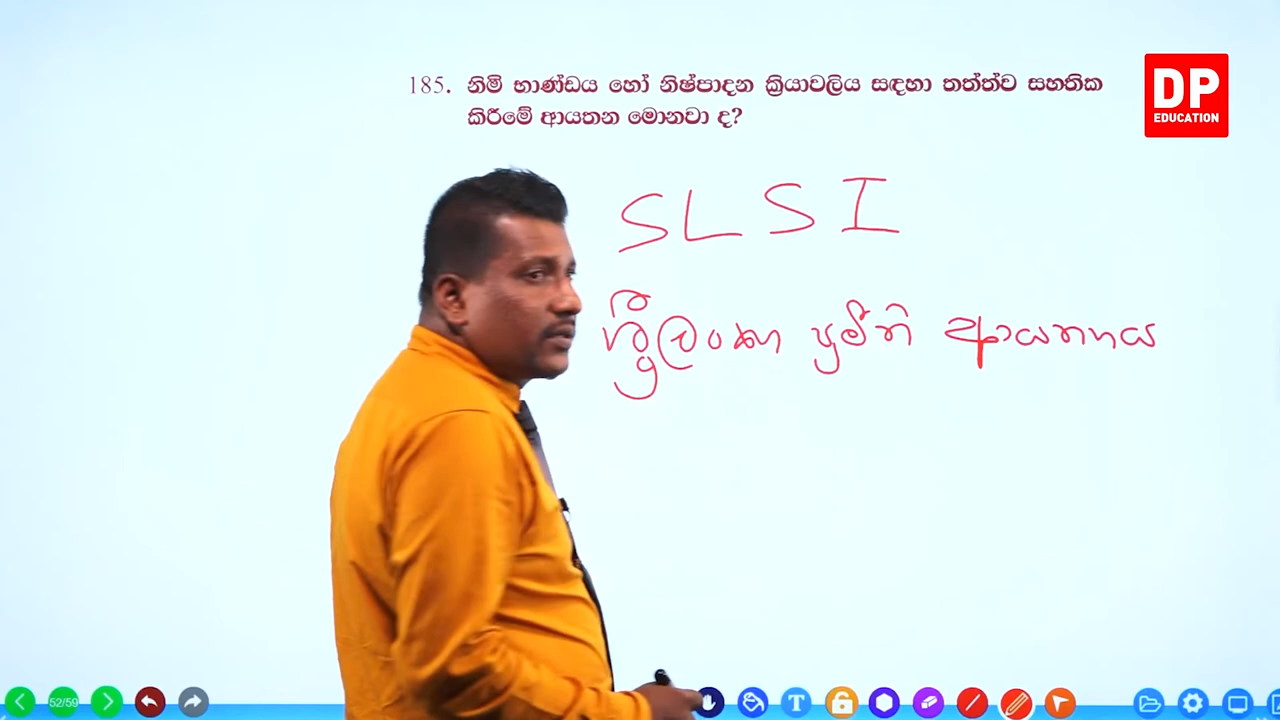 185. නිමි භාණ්ඩය හෝ නිෂ්පාදන ක්‍රියාවලිය සඳහා තත්ත්ව සහතික
කිරීමේ ආයතන මොනවා ද?
DP
EDUCATION
SLSI
ශ්‍රී ලංකා ප්‍රමිති ආයතනය
52/59
T